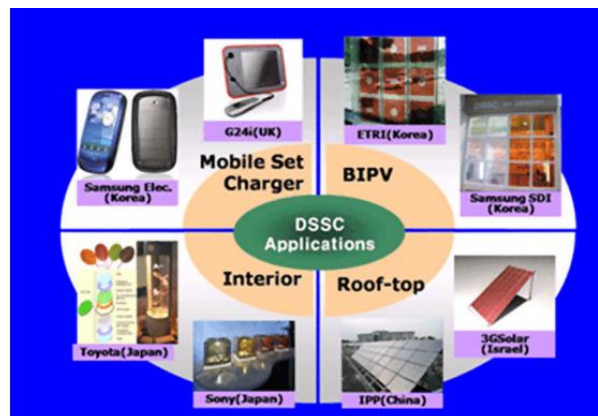 G24i(UK)
ETRI(Korea)
Samsung Elec.
(Korea)
Mobile Set
Charger
BIPV
DSSC
Samsung SDI
(Korea)
DSSC
Applications
Interior
Roof-top
Toyota(Japan)
Sony(Japan)
IPP(China)
3GSolar
(Israel)